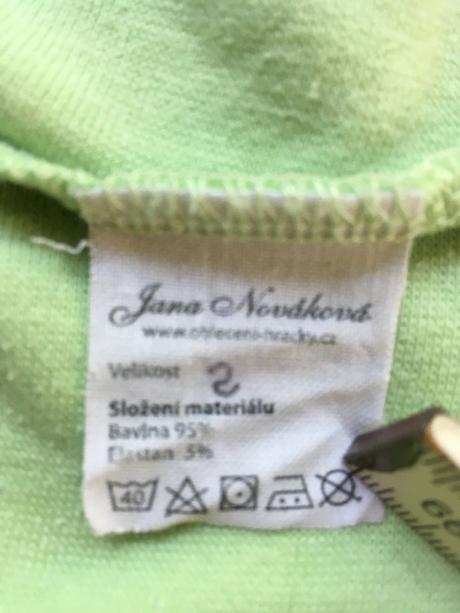 Jana Nováková
www.obleceni-hracky.cz
Velikost 2
Složení materiálu
Bavlna 95%
Elastan 5%
40